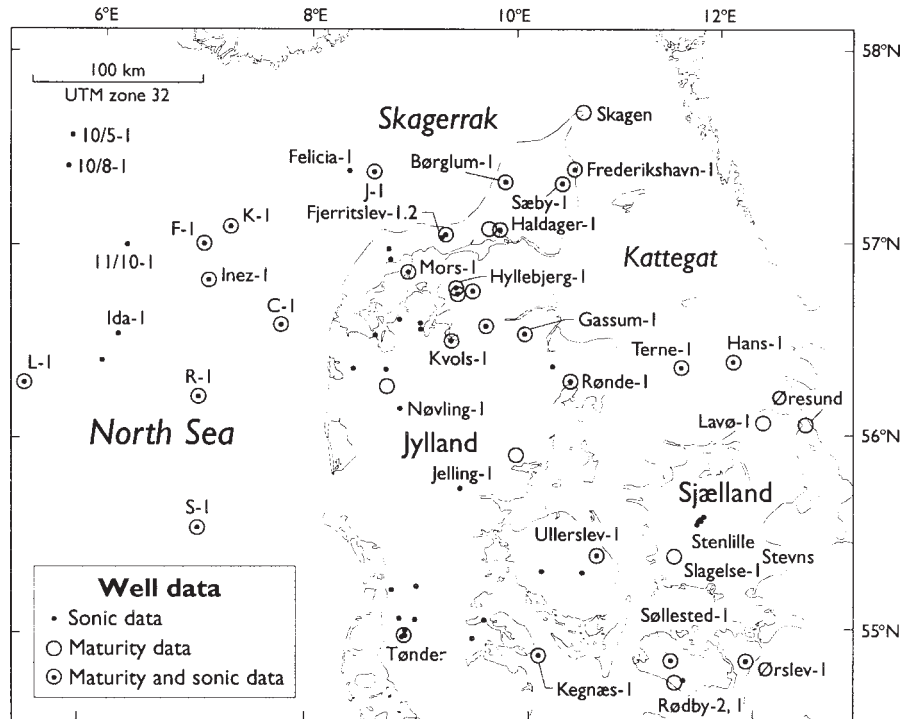 6°E
8°E
10°E
12°E
58°N
100 km
UTM zone 32
10/5-1
10/8-1
Skagerrak
Skagen
Felicia-1
J-1
Børglum-1
Frederikshavn-1
Sæby-1
Fjerritslev-1.2
Haldager-1
K-1
F-1
11/10-1
Inez-1
57°N
Kattegat
Mors-1
Hyllebjerg-1
C-1
Ida-1
Gassum-1
Kvols-1
Terne-1
Hans-1
L-1
R-1
Rønde-1
Øresund
Nøvling-1
Lavø-1
North Sea
Jylland
56°N
Jelling-1
Sjælland
S-1
Ullerslev-1
Stenlille
Stevns
Slagelse-1
Well data
Sonic data
Maturity data
Maturity and sonic data
Søllested-1
55°N
Tønder
Kegnæs-1
Ørslev-1
Rødby-2, 1
6°
8°
10°
12°